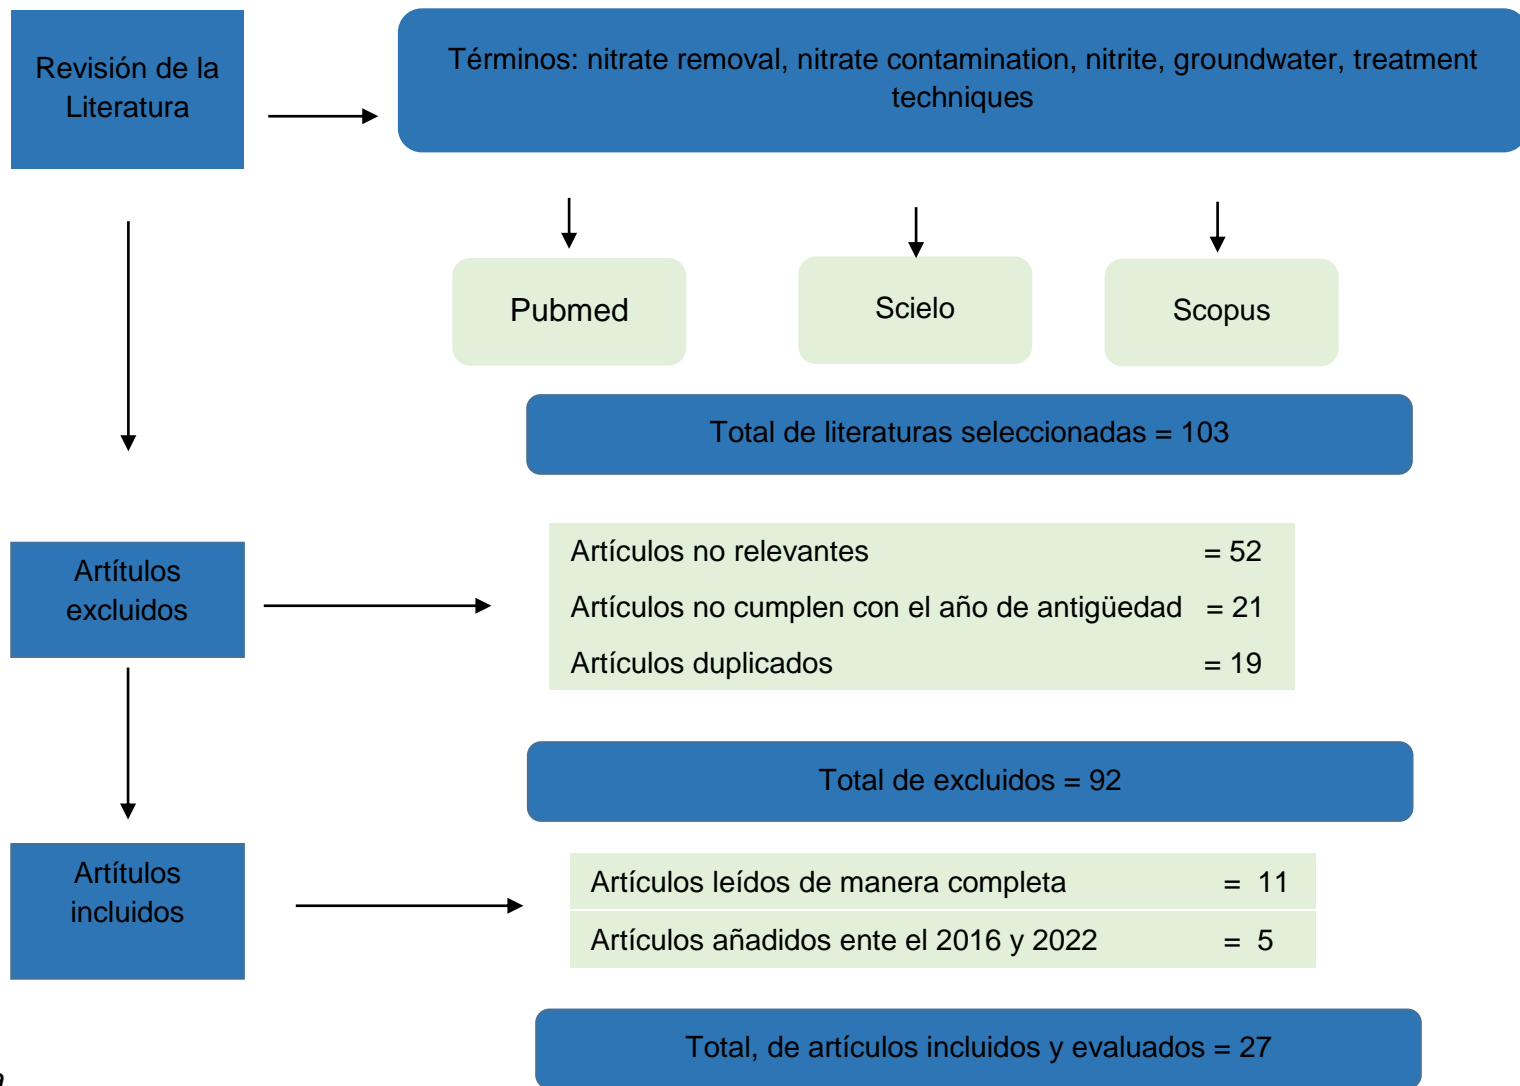 Revisión de la
Literatura
Términos: nitrate removal, nitrate contamination, nitrite, groundwater, treatment
techniques
Pubmed
Scielo
Scopus
Total de literaturas seleccionadas = 103
Artítulos
excluidos
Artículos no relevantes = 52
Artículos no cumplen con el año de antigüedad = 21
Artículos duplicados = 19
Total de excluidos = 92
Artítulos
incluidos
Artículos leídos de manera completa = 11
Artículos añadidos ente el 2016 y 2022 = 5
Total, de artículos incluidos y evaluados = 27